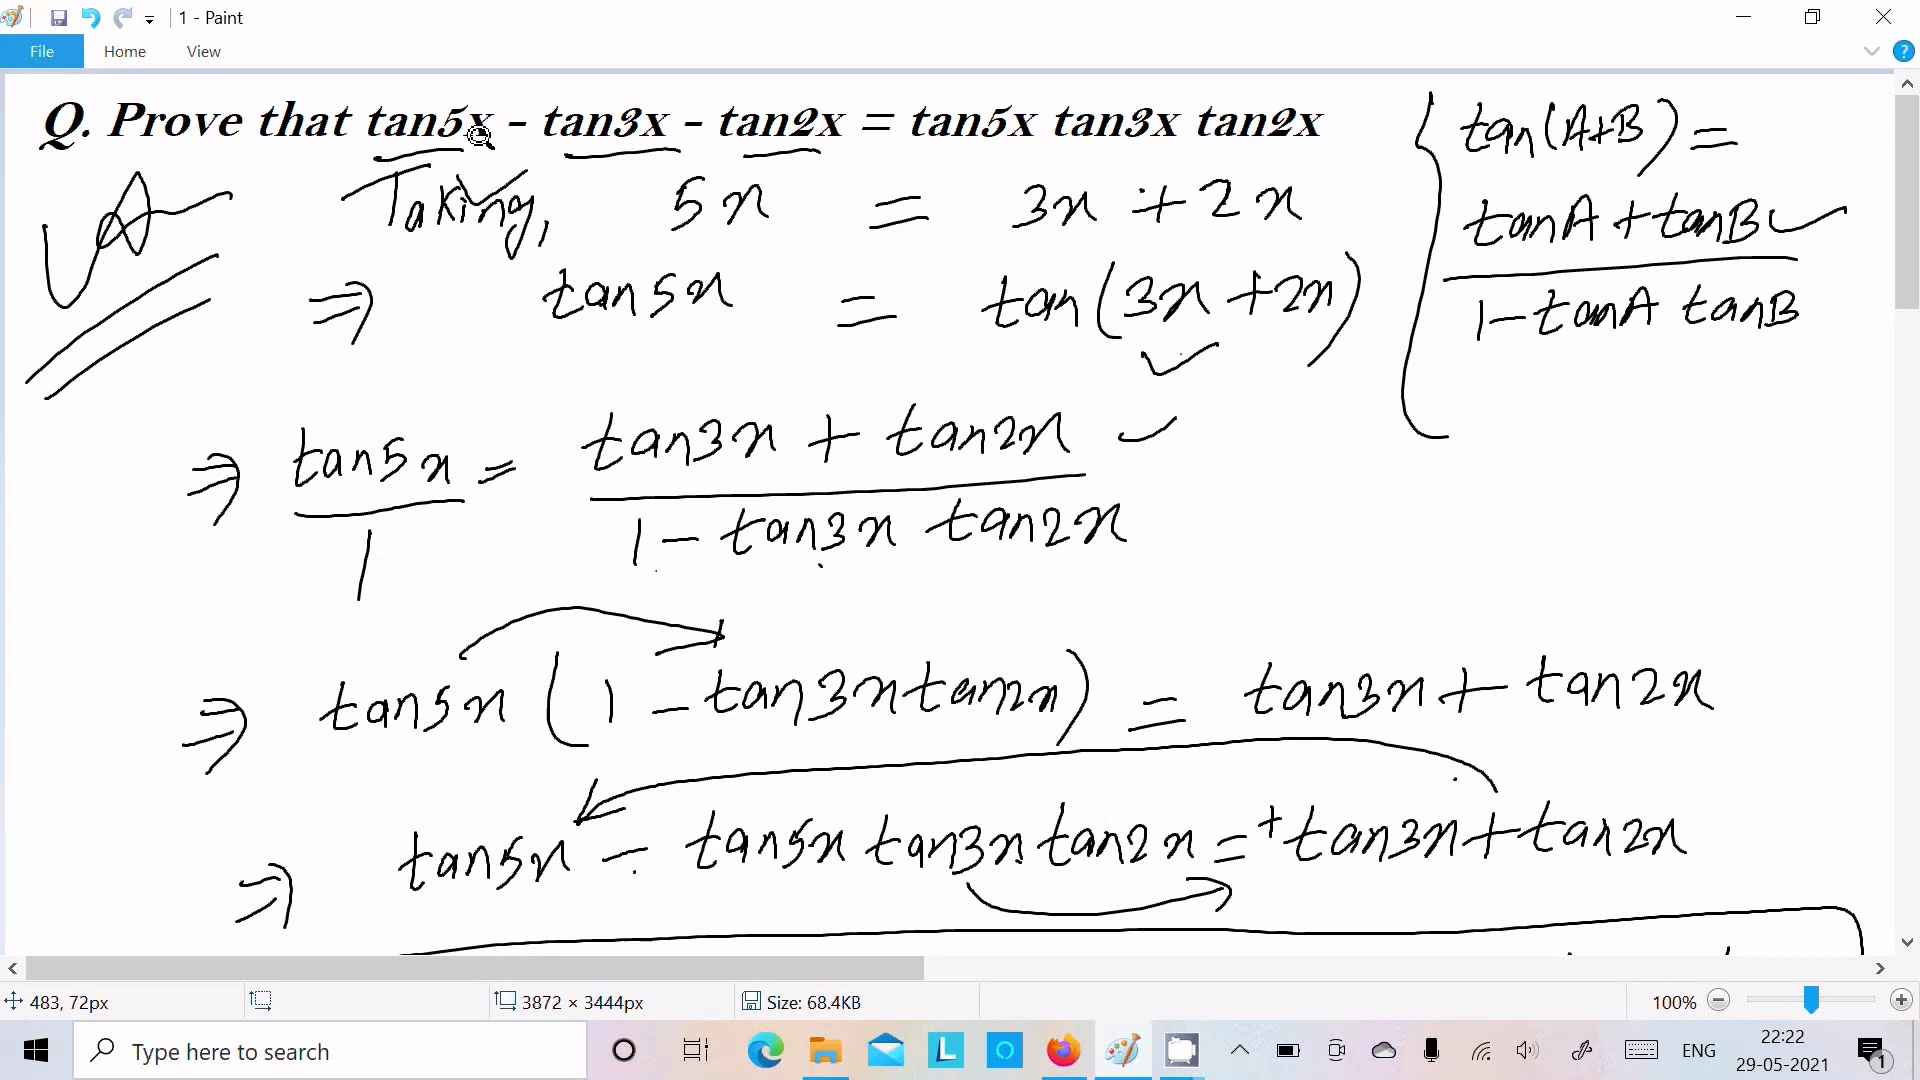 1 - Paint
File Home View
Q. Prove that tan5x - tan3x - tan2x = tan5x tan3x tan2x
Taking, 5x = 3x + 2x
⇒ tan5x = tan(3x + 2x)
{ tan(A+B) =
tanA + tanB
1 - tanA tanB
⇒ tan5x = tan3x + tan2x
1 1 - tan3x tan2x
⇒ tan5x (1 - tan3x tan2x) = tan3x + tan2x
⇒ tan5x - tan5x tan3x tan2x = + tan3x + tan2x
483, 72px 3872 × 3444px Size: 68.4KB 100%
Type here to search
ENG
22:22
29-05-2021
1